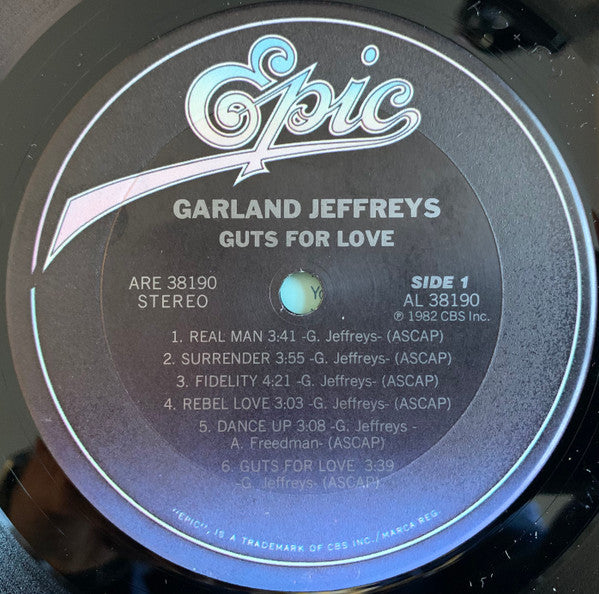 Epic
GARLAND JEFFREYS
GUTS FOR LOVE
ARE 38190
STEREO
SIDE 1
AL 38190
℗ 1982 CBS Inc.
Yo
1. REAL MAN 3:41 -G. Jeffreys- (ASCAP)
2. SURRENDER 3:55 -G. Jeffreys- (ASCAP)
3. FIDELITY 4:21 -G. Jeffreys- (ASCAP)
4. REBEL LOVE 3:03 -G. Jeffreys- (ASCAP)
5. DANCE UP 3:08 -G. Jeffreys -
A. Freedman- (ASCAP)
6. GUTS FOR LOVE 3:39
-G. Jeffreys- (ASCAP)
"EPIC", IS A TRADEMARK OF CBS INC./MARCA REG.